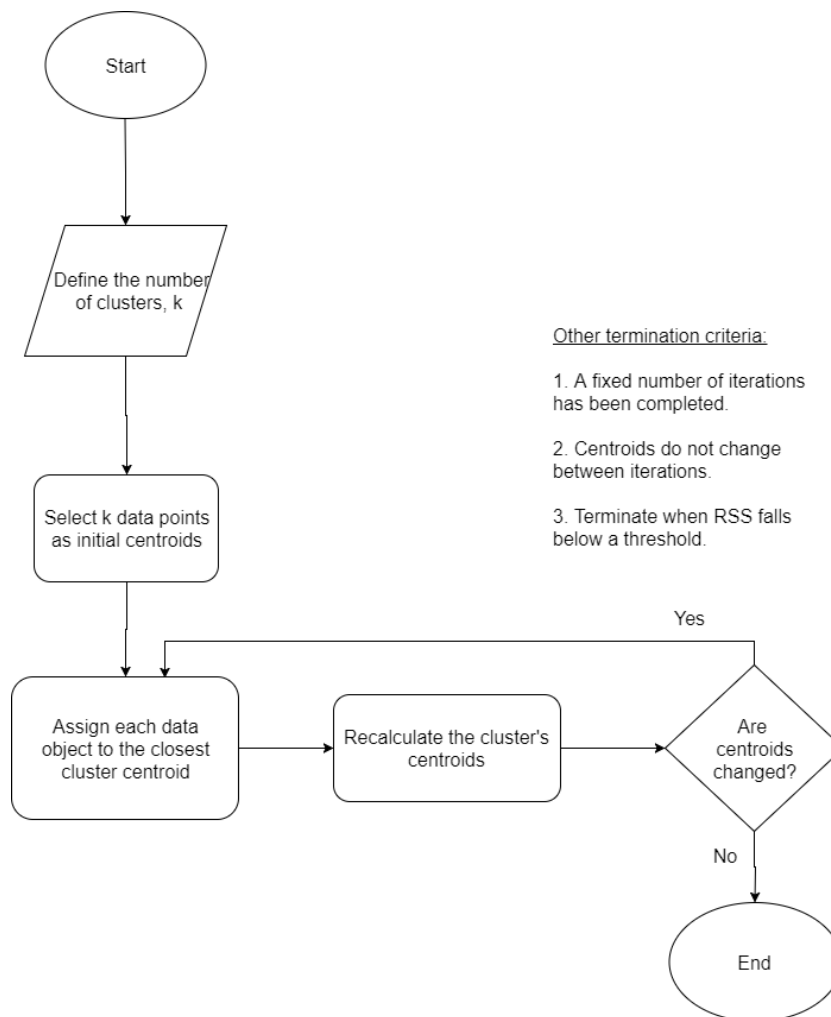 Start
Define the number
of clusters, k
Other termination criteria:
1. A fixed number of iterations
has been completed.
2. Centroids do not change
between iterations.
3. Terminate when RSS falls
below a threshold.
Select k data points
as initial centroids
Yes
Assign each data
object to the closest
cluster centroid
Recalculate the cluster's
centroids
Are
centroids
changed?
No
End